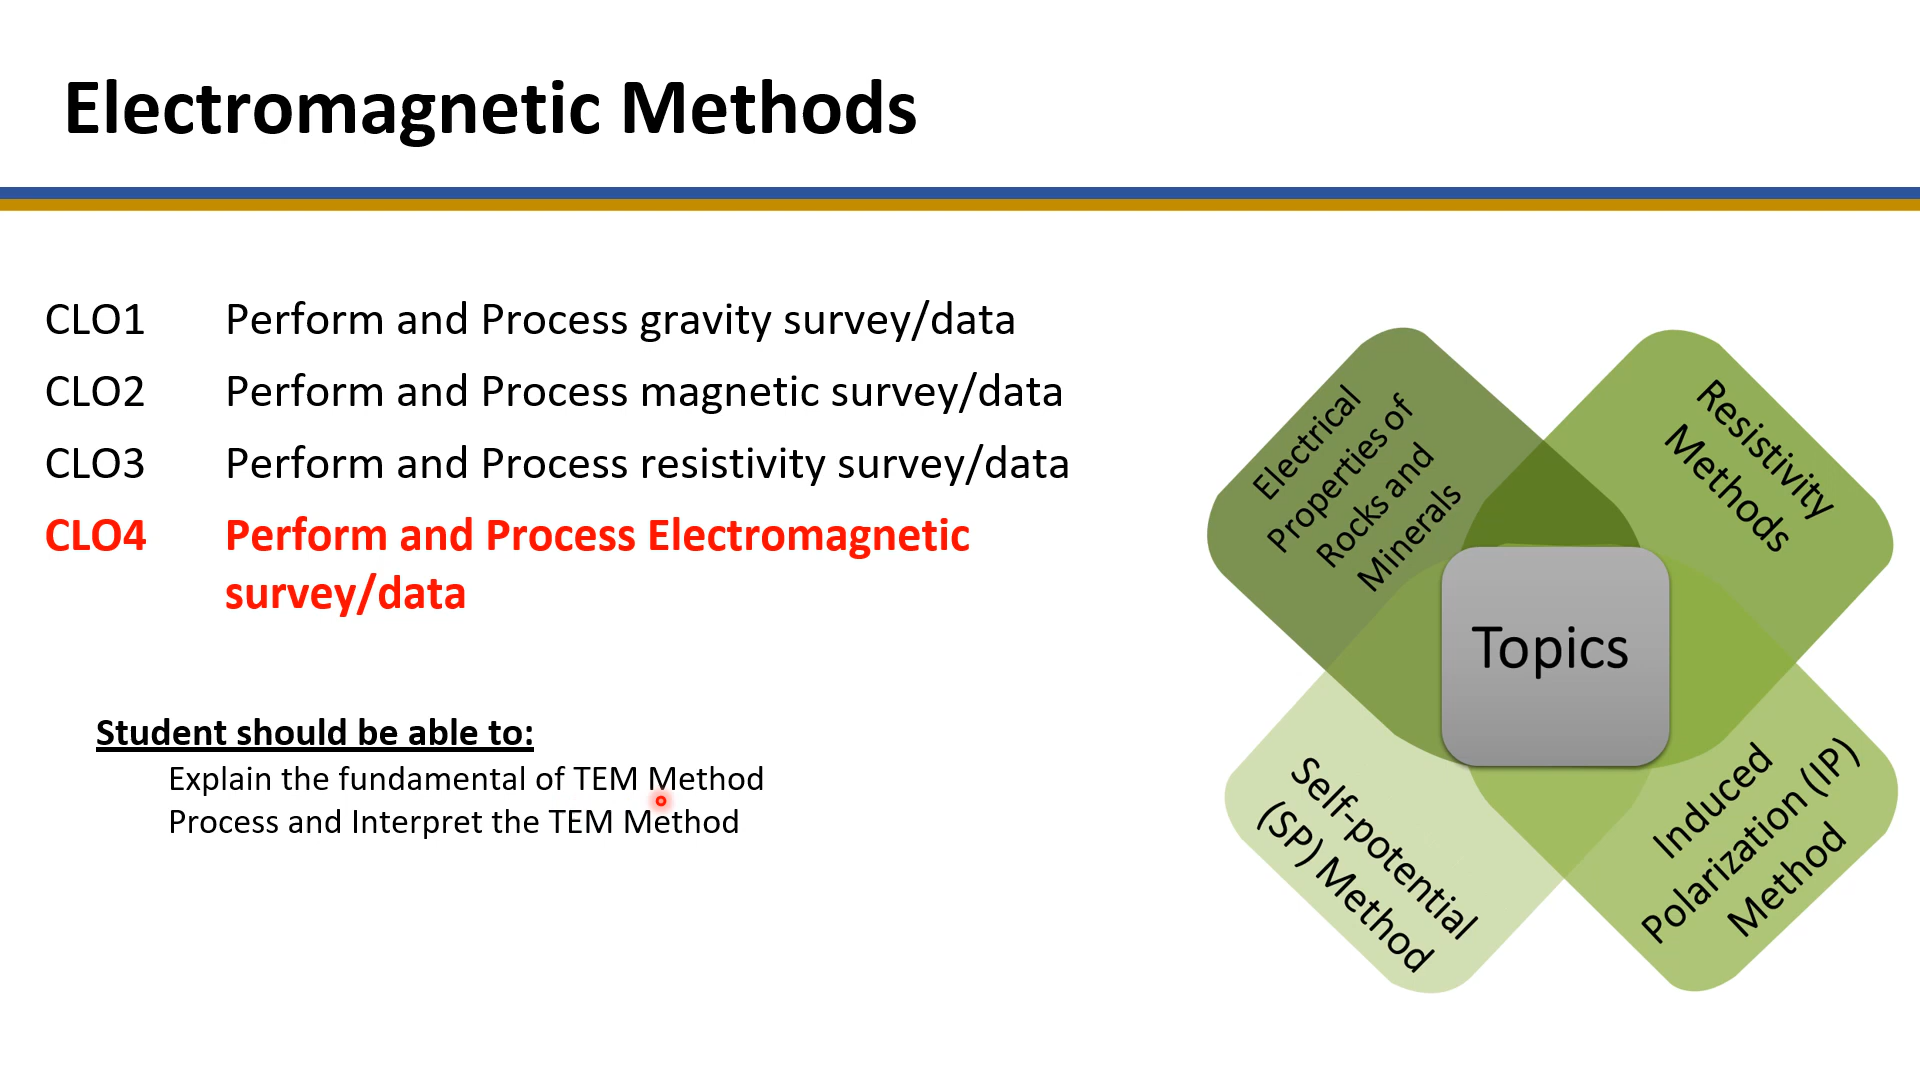 Electromagnetic Methods
CLO1 Perform and Process gravity survey/data
CLO2 Perform and Process magnetic survey/data
CLO3 Perform and Process resistivity survey/data
CLO4 Perform and Process Electromagnetic
survey/data
Student should be able to:
Explain the fundamental of TEM Method
Process and Interpret the TEM Method
Electrical
Properties of
Rocks and
Minerals
Resistivity
Methods
Topics
Self-potential
(SP) Method
Induced
Polarization (IP)
Method